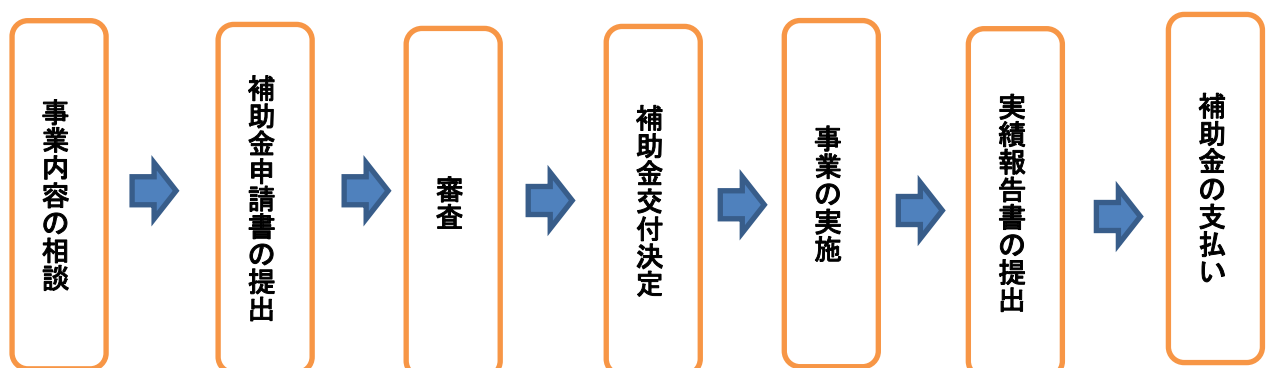 事業内容の相談
補助金申請書の提出
審査
補助金交付決定
事業の実施
実績報告書の提出
補助金の支払い